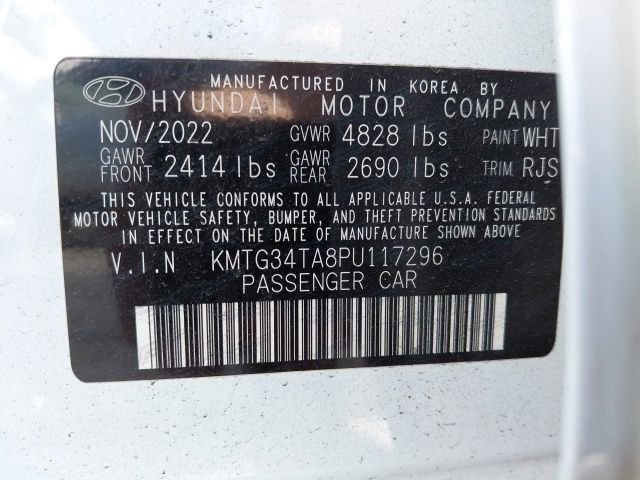 MANUFACTURED IN KOREA BY
HYUNDAI MOTOR COMPANY
NOV/2022 GVWR 4828 lbs PAINT WHT
GAWR FRONT 2414 lbs GAWR REAR 2690 lbs TRIM RJS
THIS VEHICLE CONFORMS TO ALL APPLICABLE U.S.A. FEDERAL
MOTOR VEHICLE SAFETY, BUMPER, AND THEFT PREVENTION STANDARDS
IN EFFECT ON THE DATE OF MANUFACTURE SHOWN ABOVE
V.I.N KMTG34TA8PU117296
PASSENGER CAR